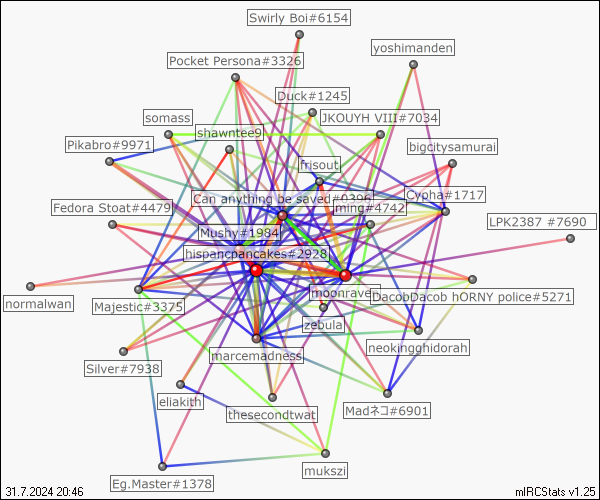 Swirly Boi#6154
yoshimanden
Pocket Persona#3326
Duck#1245
somass
JKOUYH VIII#7034
shawntee9
Pikabro#9971
bigcitysamurai
frisout
Can anything be saved#0396
Cypha#1717
Fedora Stoat#4479
ming#4742
LPK2387 #7690
Mushy#1984
hispancpancakes#2928
normalwan
Majestic#3375
moonraven
DacobDacob hORNY police#5271
zebula
neokingghidorah
marcemadness
Silver#7938
eliakith
thesecondtwat
Madネコ#6901
mukszi
Eg.Master#1378
31.7.2024 20:46
mIRCStats v1.25